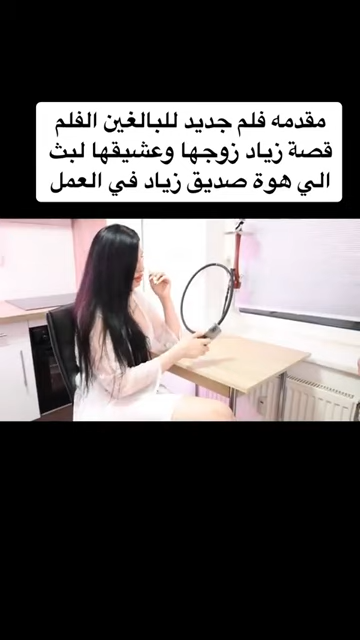 مقدمه فلم جديد للبالغين الفلم
قصة زياد زوجها وعشيقها لبث
الي هوة صديق زياد في العمل